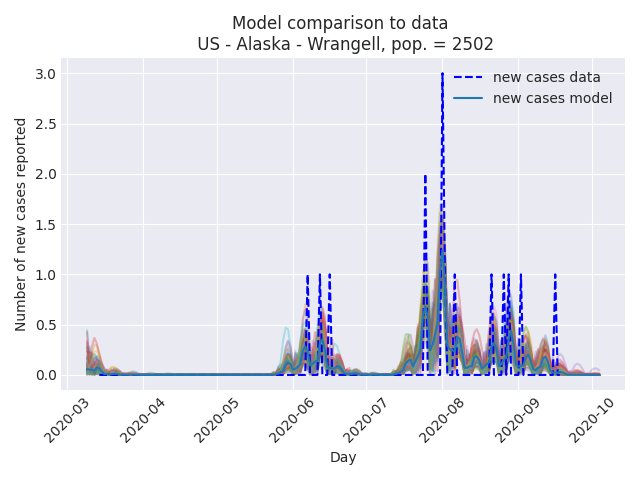 Model comparison to data
US - Alaska - Wrangell, pop. = 2502
new cases data
new cases model
Number of new cases reported
3.0
2.5
2.0
1.5
1.0
0.5
0.0
2020-03
2020-04
2020-05
2020-06
2020-07
2020-08
2020-09
2020-10
Day